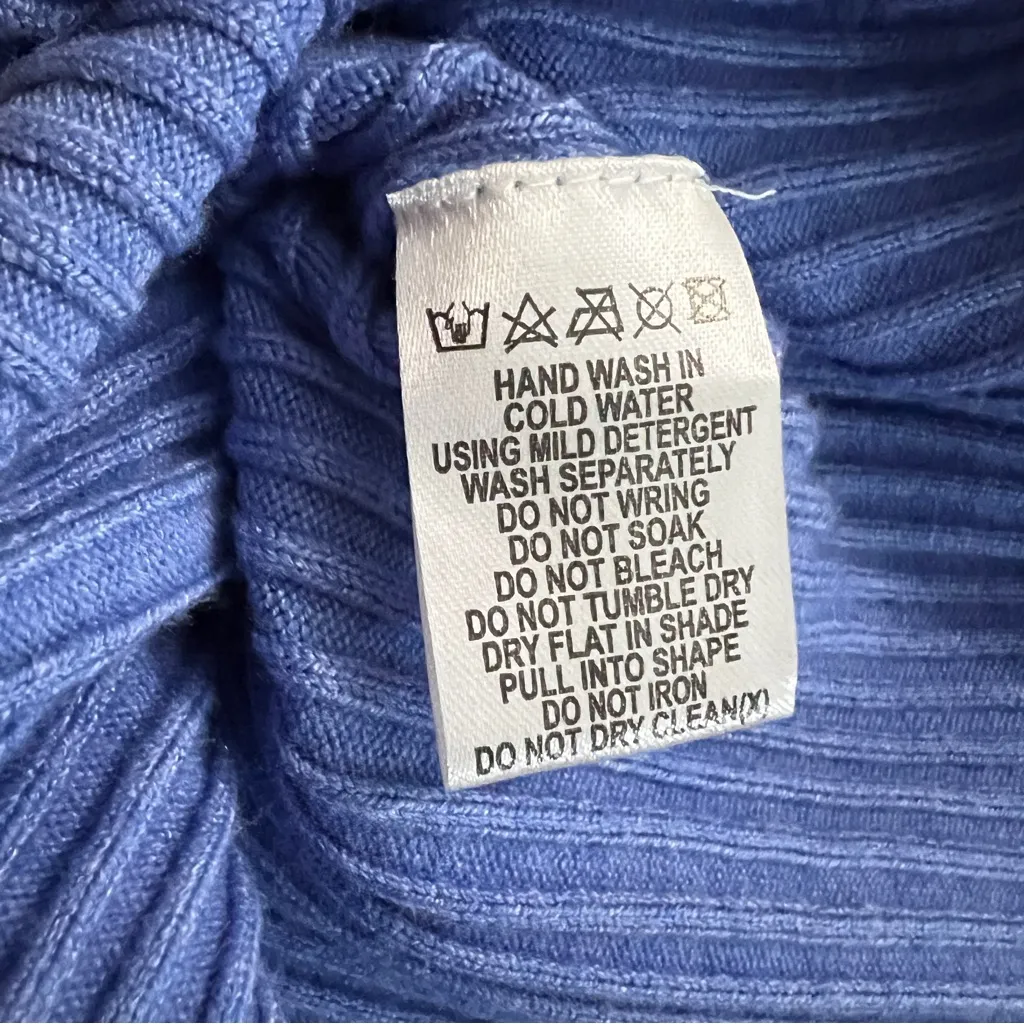 HAND WASH IN
COLD WATER
USING MILD DETERGENT
WASH SEPARATELY
DO NOT WRING
DO NOT SOAK
DO NOT BLEACH
DO NOT TUMBLE DRY
DRY FLAT IN SHADE
PULL INTO SHAPE
DO NOT IRON
DO NOT DRY CLEAN(X)